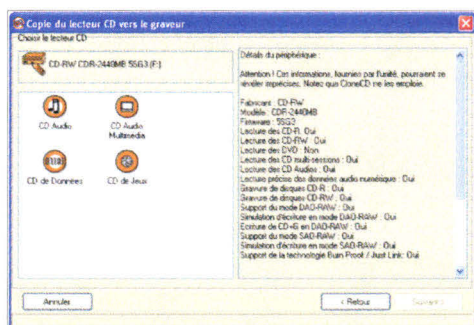 Copie du lecteur CD vers le graveur
Choisir le lecteur CD
CD-RW CDR-2440MB 5SG3 (F:)
CD Audio
CD Audio Multimedia
CD de Données
CD de Jeux
Détails du périphérique :
Attention ! Ces informations, fournies par l'unité, pourraient se
révéler imprécises. Notez que CloneCD ne les emploie.
Fabricant : CD-RW
Modèle : CDR-2440MB
Firmware : 5SG3
Lecture des CD-R : Oui
Lecture des CD-RW : Oui
Lecture des DVD : Non
Lecture des CD multi-sessions : Oui
Lecture des CD Audios : Oui
Lecture précise des données audio numérique : Oui
Gravure de disques CD-R : Oui
Gravure de disques CD-RW : Oui
Support du mode DAO-RAW : Oui
Simulation d'écriture en mode DAO-RAW : Oui
Ecriture de CD+G en DAO-RAW : Oui
Support du mode SAO-RAW : Oui
Simulation d'écriture en mode SAO-RAW : Oui
Support de la technologie Burn Proof / Just Link: Oui
Annuler
< Retour
Suivant >